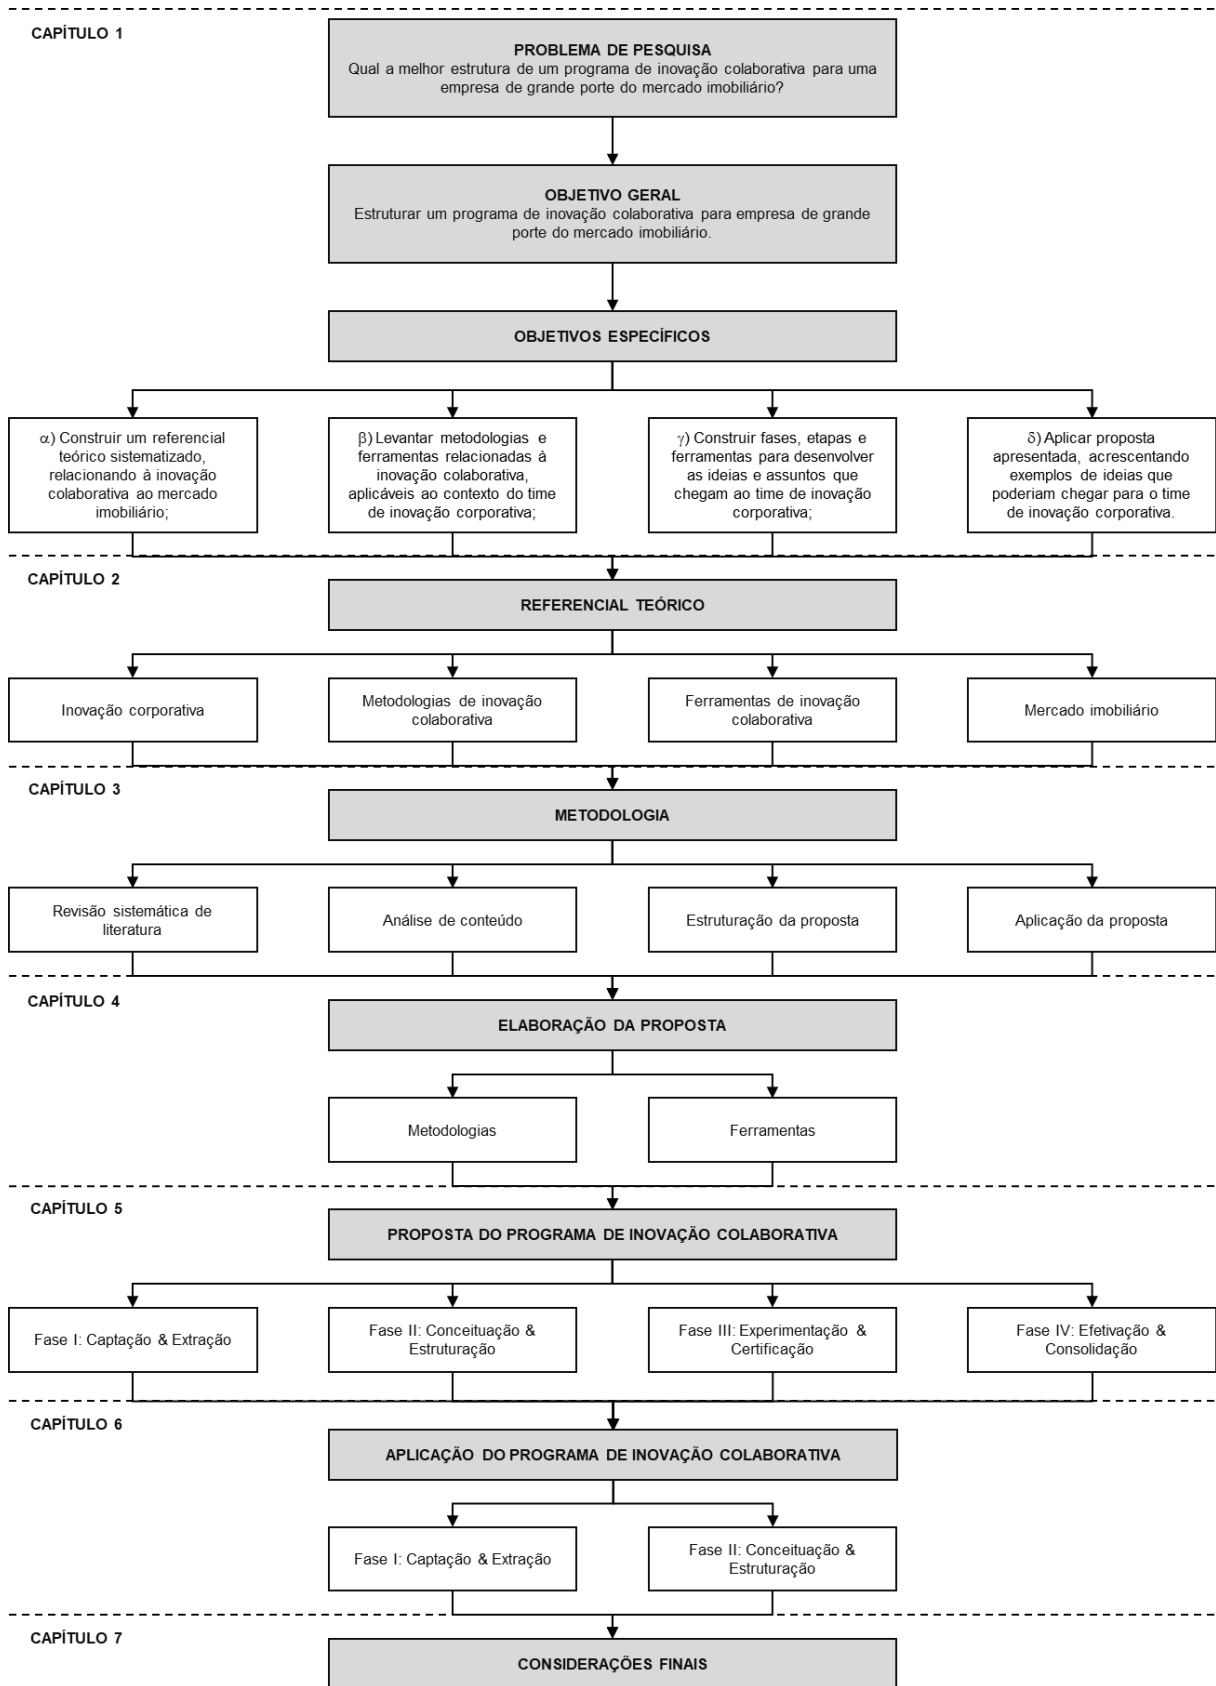 CAPÍTULO 1
PROBLEMA DE PESQUISA
Qual a melhor estrutura de um programa de inovação colaborativa para uma
empresa de grande porte do mercado imobiliário?
OBJETIVO GERAL
Estruturar um programa de inovação colaborativa para empresa de grande
porte do mercado imobiliário.
OBJETIVOS ESPECÍFICOS
α) Construir um referencial
teórico sistematizado,
relacionando à inovação
colaborativa ao mercado
imobiliário;
β) Levantar metodologias e
ferramentas relacionadas à
inovação colaborativa,
aplicáveis ao contexto do time
de inovação corporativa;
γ) Construir fases, etapas e
ferramentas para desenvolver
as ideias e assuntos que
chegam ao time de inovação
corporativa;
δ) Aplicar proposta
apresentada, acrescentando
exemplos de ideias que
poderiam chegar para o time
de inovação corporativa.
CAPÍTULO 2
REFERENCIAL TEÓRICO
Inovação corporativa
Metodologias de inovação
colaborativa
Ferramentas de inovação
colaborativa
Mercado imobiliário
CAPÍTULO 3
METODOLOGIA
Revisão sistemática de
literatura
Análise de conteúdo
Estruturação da proposta
Aplicação da proposta
CAPÍTULO 4
ELABORAÇÃO DA PROPOSTA
Metodologias
Ferramentas
CAPÍTULO 5
PROPOSTA DO PROGRAMA DE INOVAÇÃO COLABORATIVA
Fase I: Captação & Extração
Fase II: Conceituação &
Estruturação
Fase III: Experimentação &
Certificação
Fase IV: Efetivação &
Consolidação
CAPÍTULO 6
APLICAÇÃO DO PROGRAMA DE INOVAÇÃO COLABORATIVA
Fase I: Captação & Extração
Fase II: Conceituação &
Estruturação
CAPÍTULO 7
CONSIDERAÇÕES FINAIS